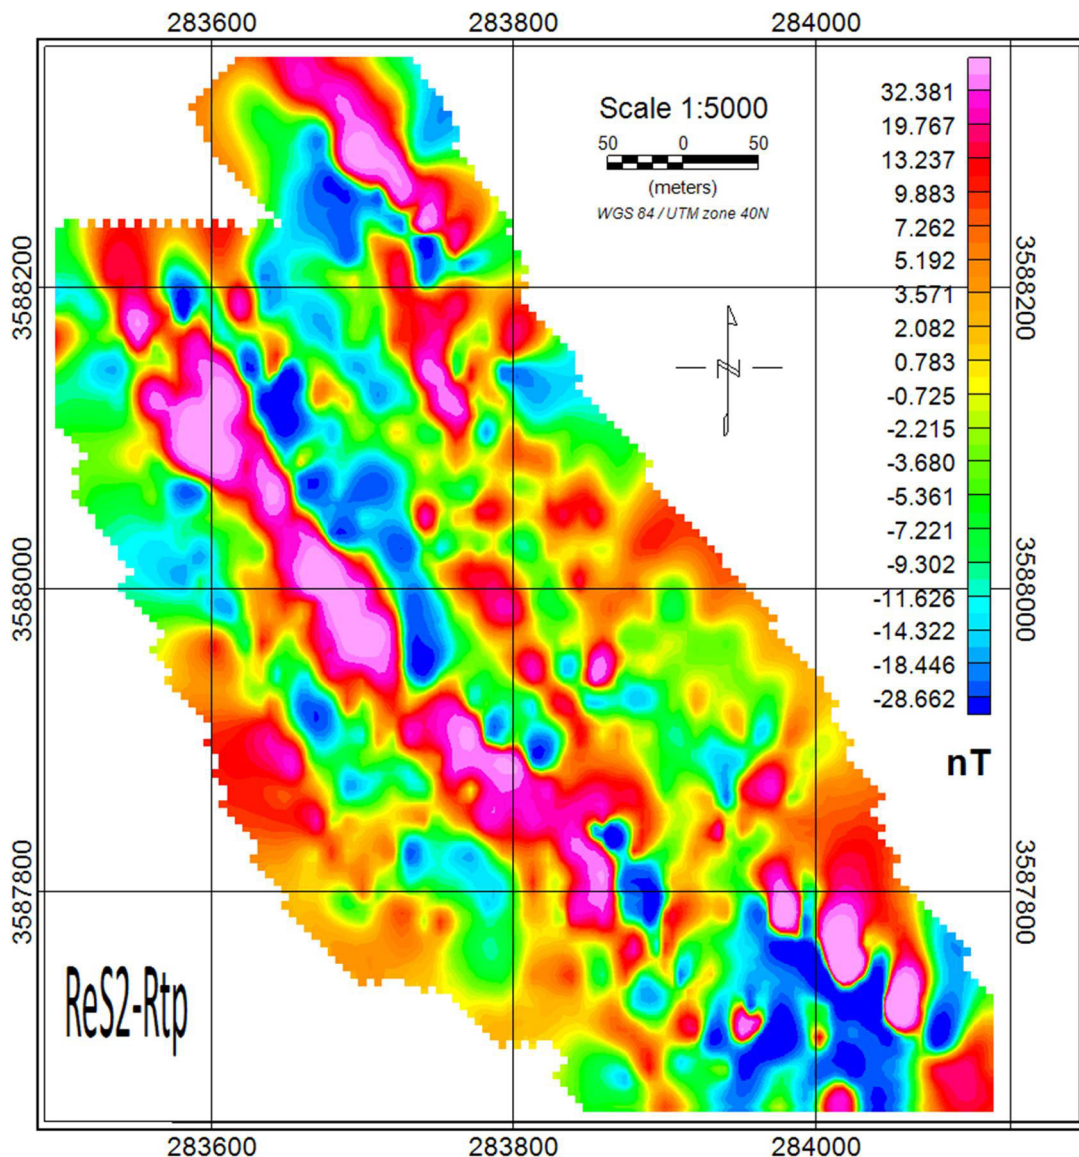 283600 283800 284000
Scale 1:5000
50 0 50
(meters)
WGS 84 / UTM zone 40N
32.381
19.767
13.237
9.883
7.262
5.192
3.571
2.082
0.783
-0.725
-2.215
-3.680
-5.361
-7.221
-9.302
-11.626
-14.322
-18.446
-28.662
nT
3588200
3588200
N
3588000
3588000
3587800
3587800
ReS2-Rtp
283600 283800 284000